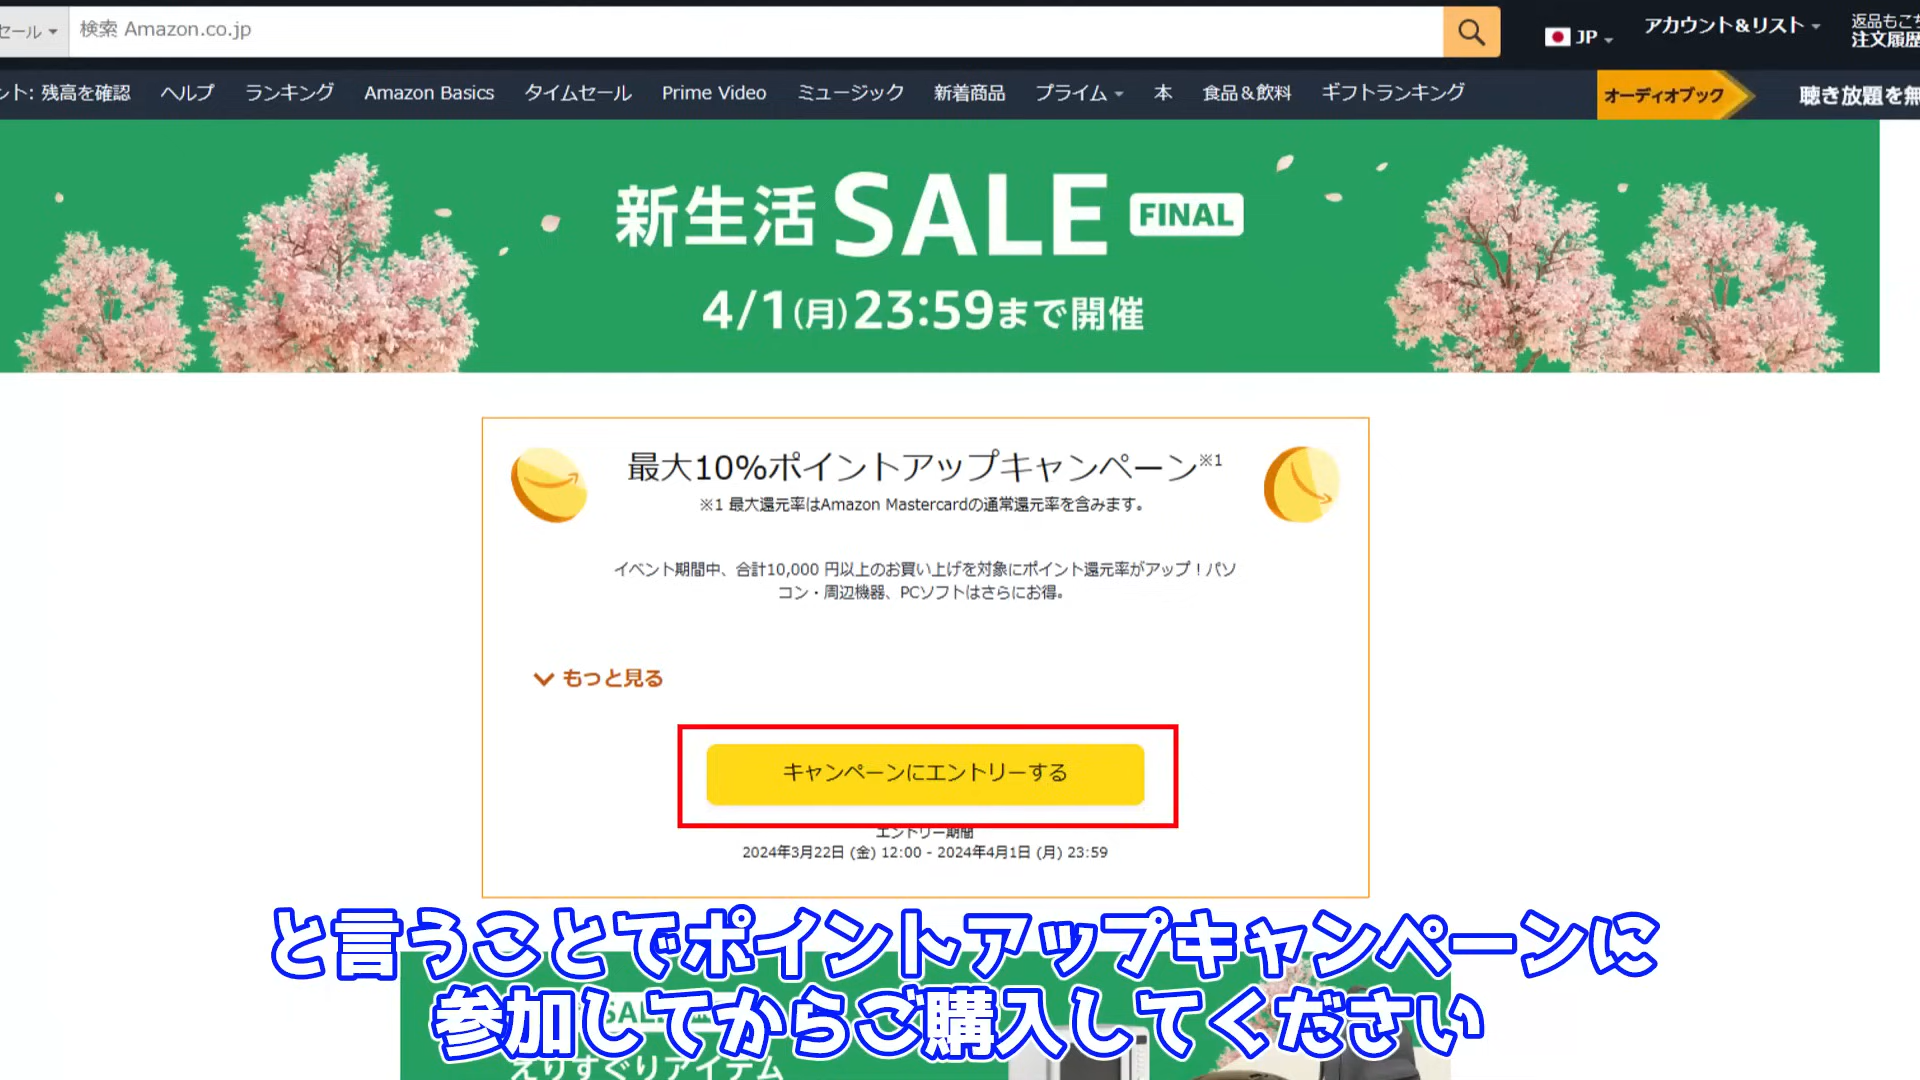 セール
検索 Amazon.co.jp
JP
アカウント&リスト
返品もこち
注文履歴
ント: 残高を確認
ヘルプ
ランキング
Amazon Basics
タイムセール
Prime Video
ミュージック
新着商品
プライム
本
食品&飲料
ギフトランキング
オーディオブック
聴き放題を無
新生活SALE FINAL
4/1(月)23:59まで開催
最大10%ポイントアップキャンペーン※1
※1 最大還元率はAmazon Mastercardの通常還元率を含みます。
イベント期間中、合計10,000 円以上のお買い上げを対象にポイント還元率がアップ！パソ
コン・周辺機器、PCソフトはさらにお得。
もっと見る
キャンペーンにエントリーする
エントリー期間
2024年3月22日 (金) 12:00 - 2024年4月1日 (月) 23:59
と言うことでポイントアップキャンペーンに
参加してからご購入してください
SALE
えりすぐりアイテム